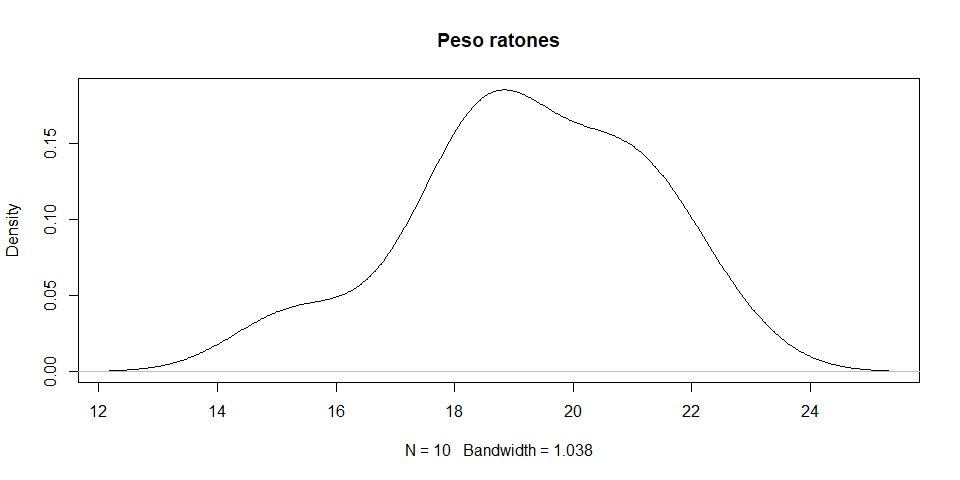 Peso ratones
Density
0.15
0.10
0.05
0.00
12 14 16 18 20 22 24
N = 10 Bandwidth = 1.038